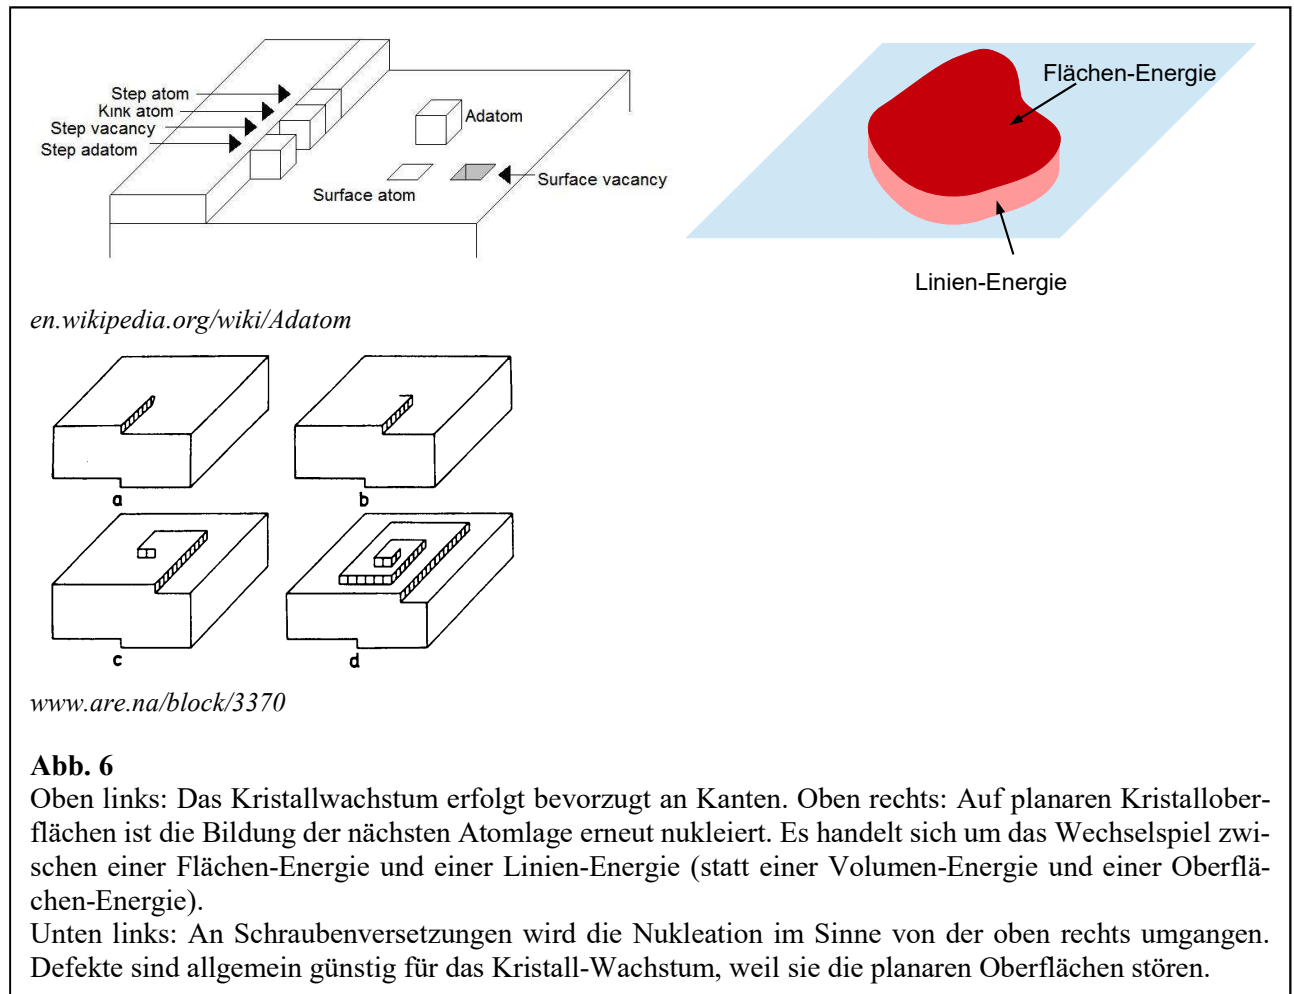 Step atom
Kink atom
Step vacancy
Step adatom
Adatom
Surface atom
Surface vacancy
Flächen-Energie
Linien-Energie
en.wikipedia.org/wiki/Adatom
a
b
c
d
www.are.na/block/3370
Abb. 6
Oben links: Das Kristallwachstum erfolgt bevorzugt an Kanten. Oben rechts: Auf planaren Kristallober-
flächen ist die Bildung der nächsten Atomlage erneut nukleiert. Es handelt sich um das Wechselspiel zwi-
schen einer Flächen-Energie und einer Linien-Energie (statt einer Volumen-Energie und einer Oberflä-
chen-Energie).
Unten links: An Schraubenversetzungen wird die Nukleation im Sinne von der oben rechts umgangen.
Defekte sind allgemein günstig für das Kristall-Wachstum, weil sie die planaren Oberflächen stören.